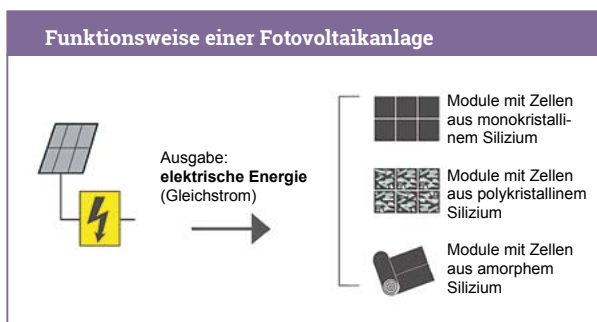 Funktionsweise einer Fotovoltaikanlage
Ausgabe:
elektrische Energie
(Gleichstrom)
Module mit Zellen
aus monokristalli-
nem Silizium
Module mit Zellen
aus polykristallinem
Silizium
Module mit Zellen
aus amorphem
Silizium